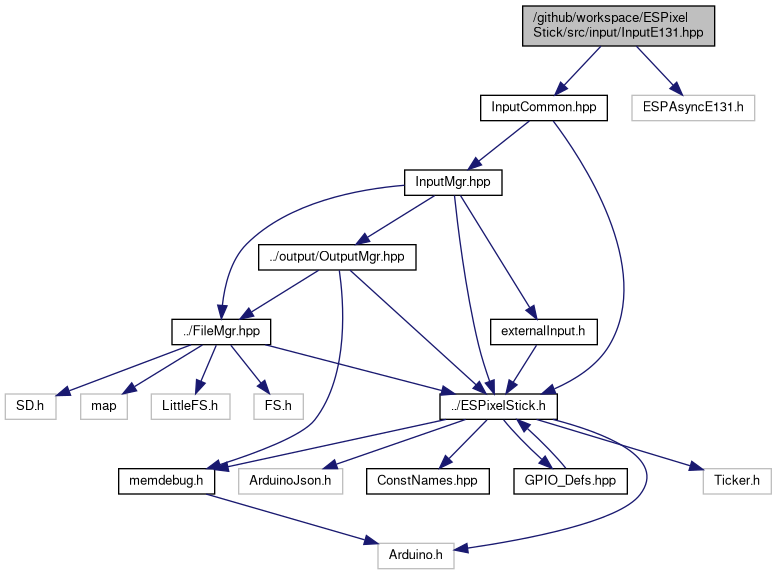 /github/workspace/ESPixel
Stick/src/input/InputE131.hpp
InputCommon.hpp
ESPAsyncE131.h
InputMgr.hpp
../output/OutputMgr.hpp
../FileMgr.hpp
externalInput.h
SD.h
map
LittleFS.h
FS.h
../ESPixelStick.h
memdebug.h
ArduinoJson.h
ConstNames.hpp
GPIO_Defs.hpp
Ticker.h
Arduino.h